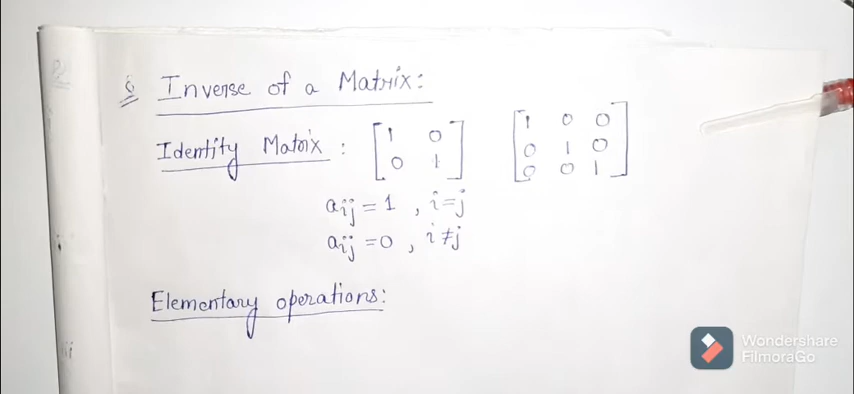 § Inverse of a Matrix:
Identity Matrix : [1 0 [1 0 0
0 1] 0 1 0
0 0 1]
aij = 1 , i=j
aij =0 , i≠j
Elementary operations:
Wondershare
FilmoraGo